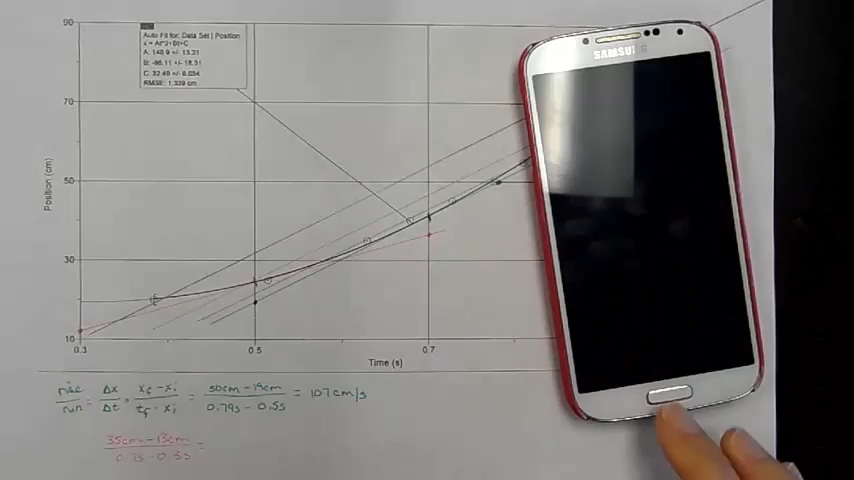 90
Auto Fit for: Data Set | Position
x = At^2+Bt+C
A: 148.9 +/- 13.21
B: -86.11 +/- 18.31
C: 32.49 +/- 6.054
RMSE: 1.339 cm
SAMSUNG
70
Position (cm)
50
30
10
0.3 0.5 0.7
Time (s)
rise/run = Δx/Δt = xf - xi / tf - xi = 50cm - 19cm / 0.79s - 0.5s = 107 cm/s
35cm - 13cm / 0.7s - 0.3s =